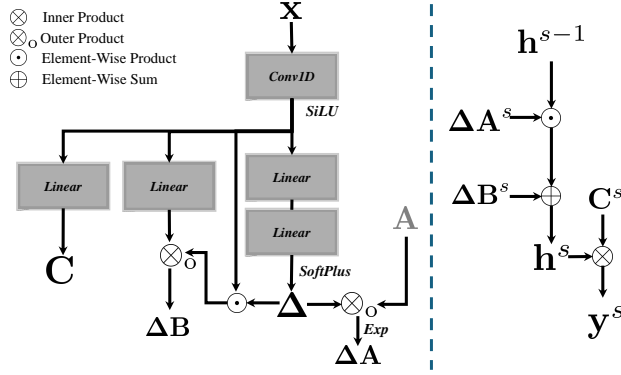 Inner Product
O Outer Product
Element-Wise Product
Element-Wise Sum
x
Conv1D
SiLU
Linear
Linear
Linear
Linear
SoftPlus
A
C
O
Δ
O
Exp
ΔB
ΔA
h^{s-1}
ΔA^s
ΔB^s
C^s
h^s
y^s